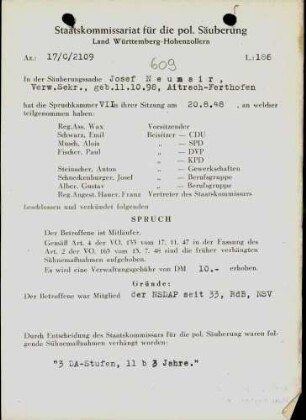 Staatskommissariat für die pol. Säuberung
Land Württemberg-Hohenzollern
Az.: 17/C/2109
L.:186
609
In der Säuberungssache Josef Neumair,
Verw.Sekr., geb.11.10.98, Aitrach-Ferthofen
hat die Spruchkammer VII in ihrer Sitzung am 20.8.48, an welcher
teilgenommen haben:
Reg.Ass. Wax Vorsitzender
Schwarz, Emil Beisitzer — CDU
Munch, Alois „ — SPD
Fischer, Paul „ — DVP
„ — KPD
Steinacher, Anton „ — Gewerkschaften
Schneckenburger, Josef „ — Berufsgruppe
Alber, Gustav „ — Berufsgruppe
Reg.Angest. Hauer, Franz Vertreter des Staatskommissars
beschlossen und verkündet folgenden
SPRUCH
Der Betroffene ist Mitläufer.
Gemäß Art. 4 der VO. 133 vom 17. 11. 47 in der Fassung des
Art. 2 der VO. 165 vom 13. 7. 48 sind die früher verhängten
Sühnemaßnahmen aufgehoben.
Es wird eine Verwaltungsgebühr von DM 10.- erhoben.
Gründe:
Der Betroffene war Mitglied der NSDAP seit 33, RdB, NSV
Durch Entscheidung des Staatskommissars für die pol. Säuberung waren fol-
gende Sühnemaßnahmen verhängt worden:
"3 DA-Stufen, 11 b 3 Jahre."